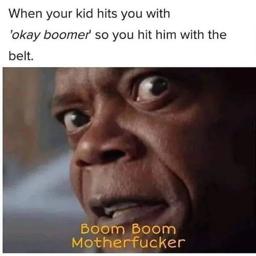 When your kid hits you with
'okay boomer' so you hit him with the
belt.
Boom Boom
Motherfucker